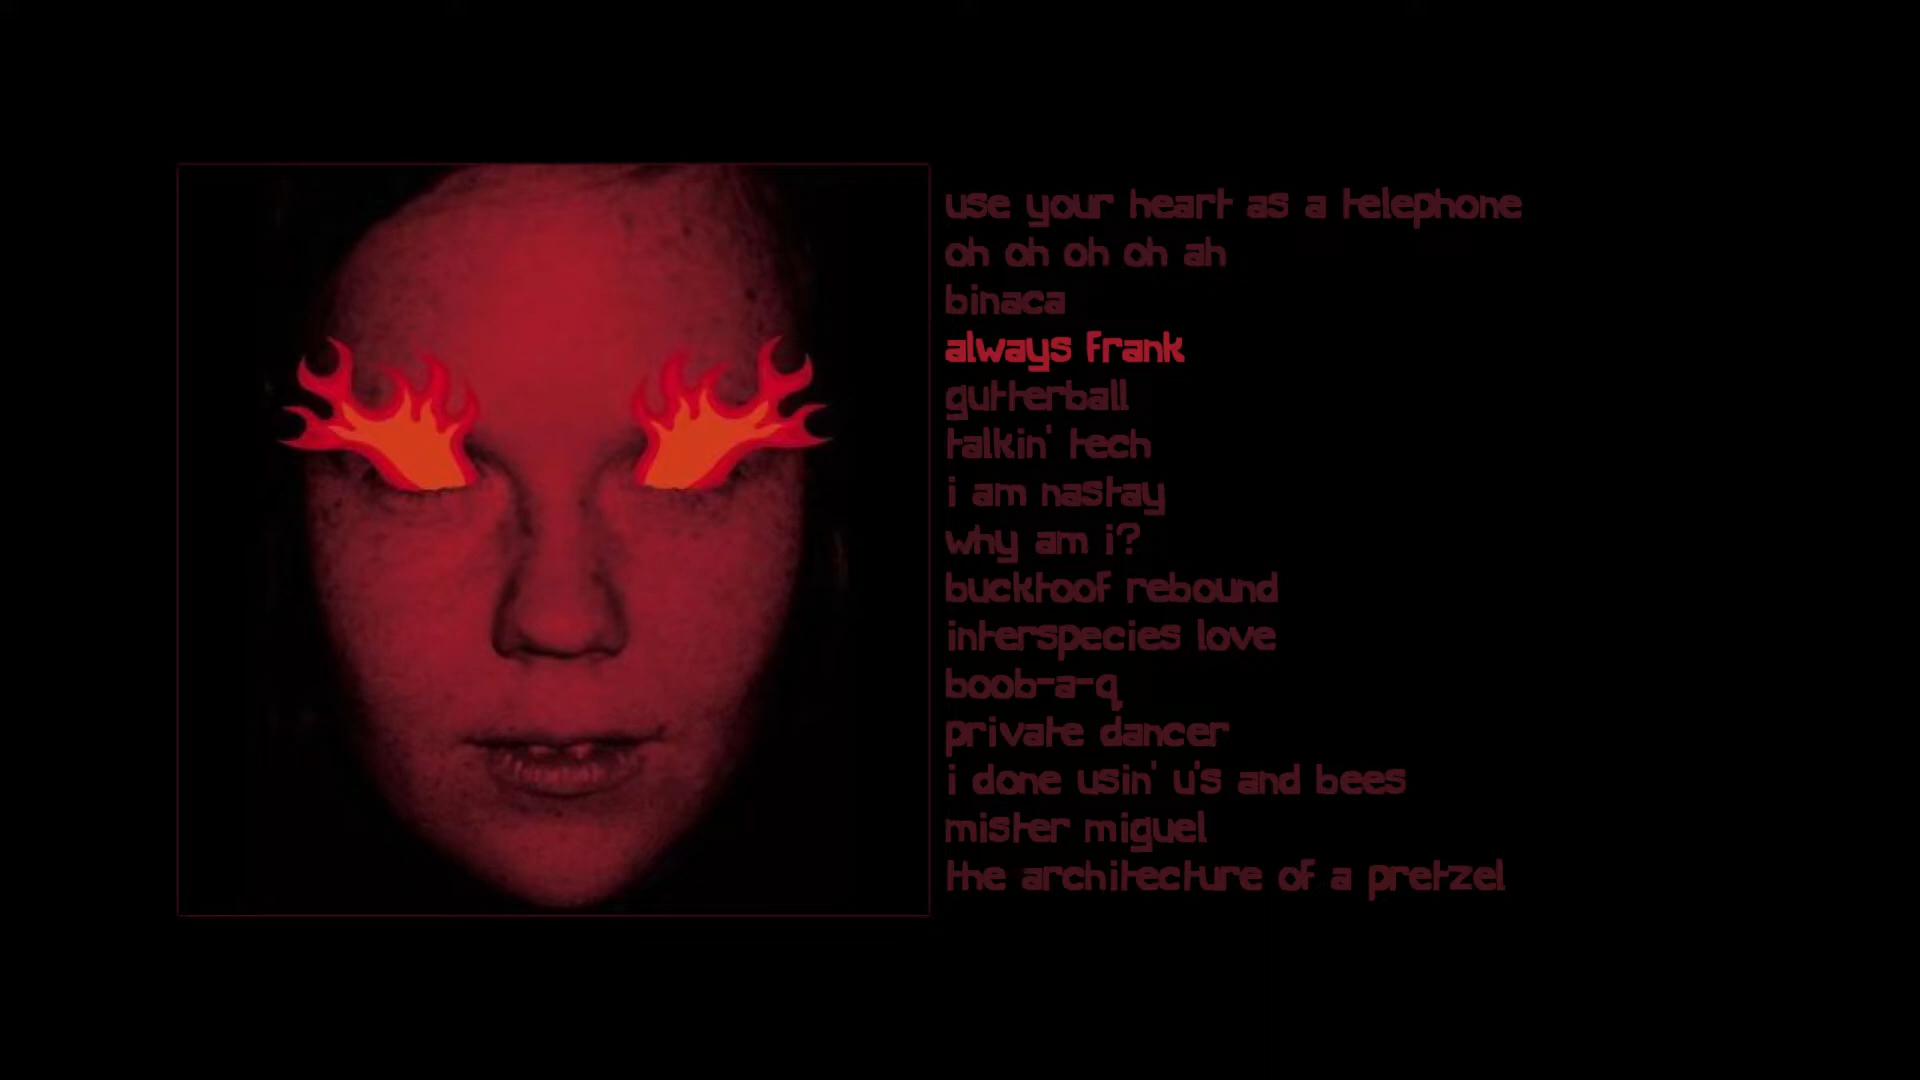 use your heart as a telephone
oh oh oh oh ah
binaca
always frank
gutterball
talkin' tech
i am nastay
why am i?
bucktoof rebound
interspecies love
boob-a-q
private dancer
i done usin' u's and bees
mister miguel
the architecture of a pretzel